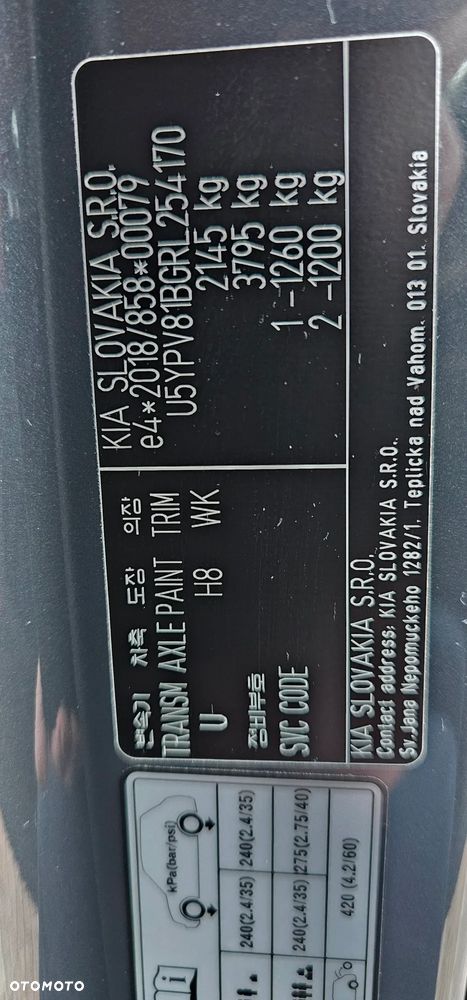 KIA SLOVAKIA S.R.O.
e4*2018/858*00079
U5YPV81BGRL254170
2145 kg
3795 kg
1 -1260 kg
2 -1200 kg
변속기 차축 도장 의장
TRANSM AXLE PAINT TRIM
U H8 WK
정비부호
SVC CODE
KIA SLOVAKIA S.R.O.
Contact address: KIA SLOVAKIA S.R.O.
Sv. Jana Nepomuckeho 1282/1. Teplicka nad Vahom. 013 01. Slovakia
kPa(bar/psi)
240(2.4/35) 240(2.4/35)
240(2.4/35) 275(2.75/40)
420 (4.2/60)
OTOMOTO